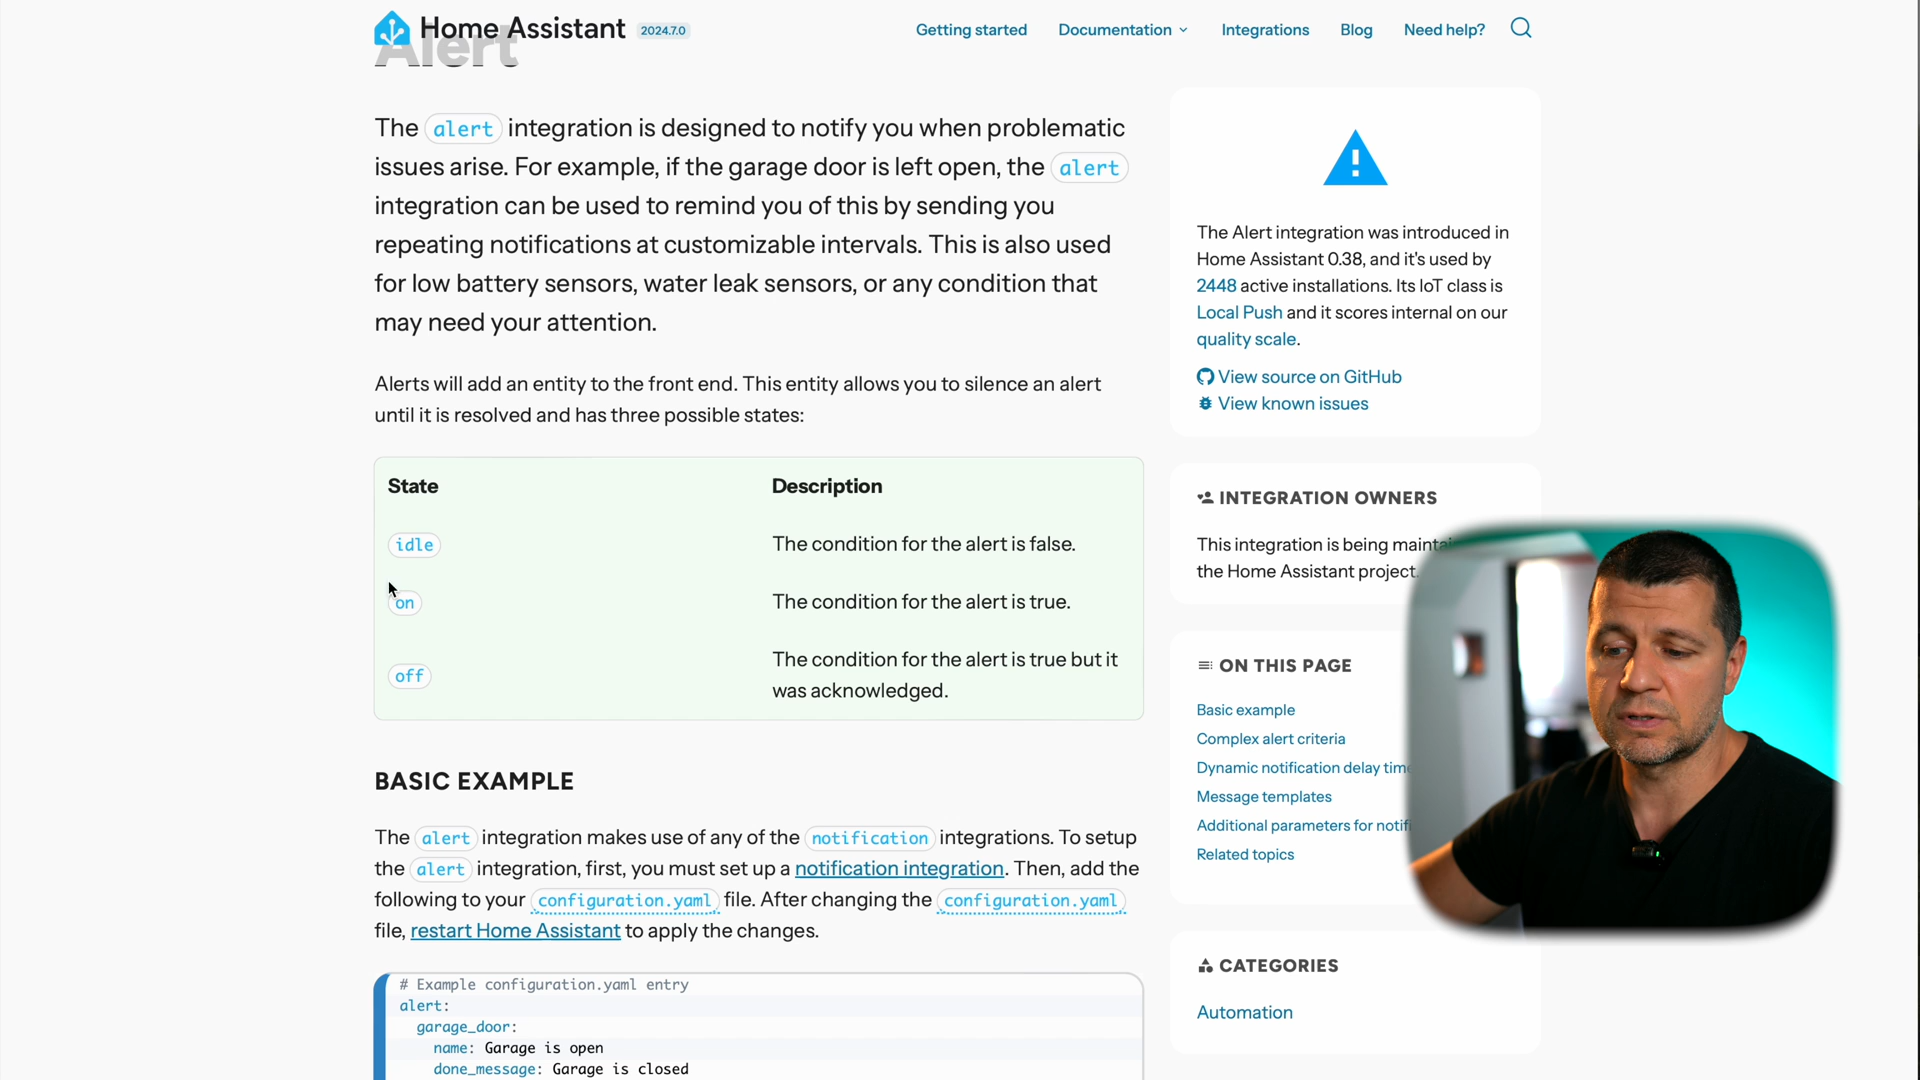 Home Assistant 2024.7.0
Getting started Documentation Integrations Blog Need help?
Alert
The alert integration is designed to notify you when problematic
issues arise. For example, if the garage door is left open, the alert
integration can be used to remind you of this by sending you
repeating notifications at customizable intervals. This is also used
for low battery sensors, water leak sensors, or any condition that
may need your attention.
Alerts will add an entity to the front end. This entity allows you to silence an alert
until it is resolved and has three possible states:
State Description
idle The condition for the alert is false.
on The condition for the alert is true.
off The condition for the alert is true but it
was acknowledged.
BASIC EXAMPLE
The alert integration makes use of any of the notification integrations. To setup
the alert integration, first, you must set up a notification integration. Then, add the
following to your configuration.yaml file. After changing the configuration.yaml
file, restart Home Assistant to apply the changes.
# Example configuration.yaml entry
alert:
garage_door:
name: Garage is open
done_message: Garage is closed
The Alert integration was introduced in
Home Assistant 0.38, and it's used by
2448 active installations. Its IoT class is
Local Push and it scores internal on our
quality scale.
View source on GitHub
View known issues
INTEGRATION OWNERS
This integration is being
the Home Assistant project.
ON THIS PAGE
Basic example
Complex alert criteria
Dynamic notification delay
Message templates
Additional parameters for
Related topics
CATEGORIES
Automation